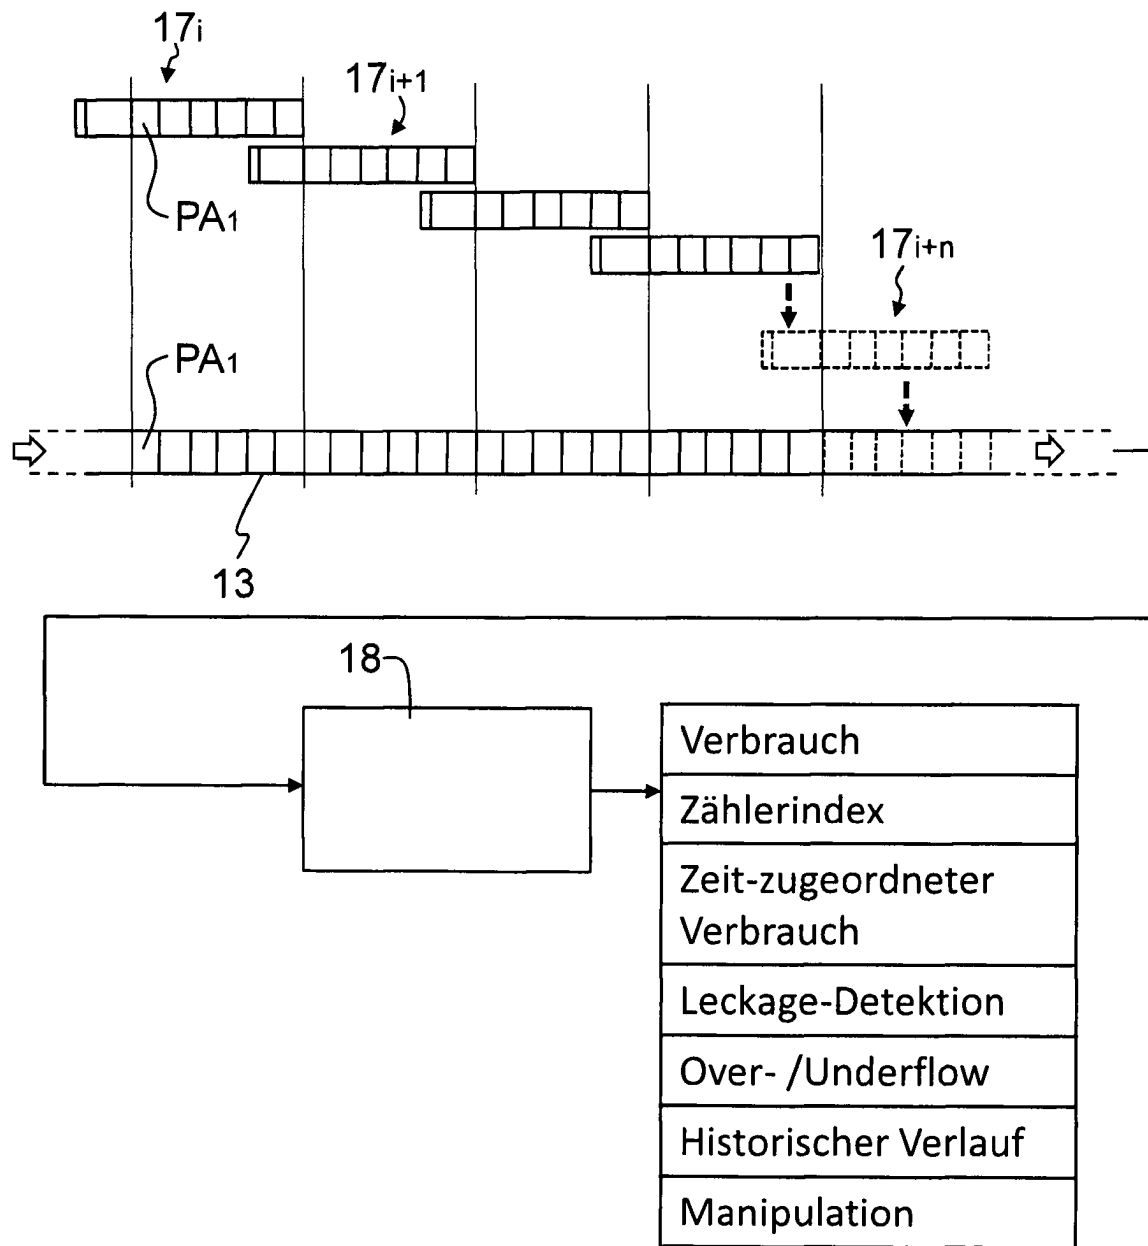 17i
17i+1
PA1
17i+n
PA1
13
18
Verbrauch
Zählerindex
Zeit-zugeordneter
Verbrauch
Leckage-Detektion
Over- /Underflow
Historischer Verlauf
Manipulation